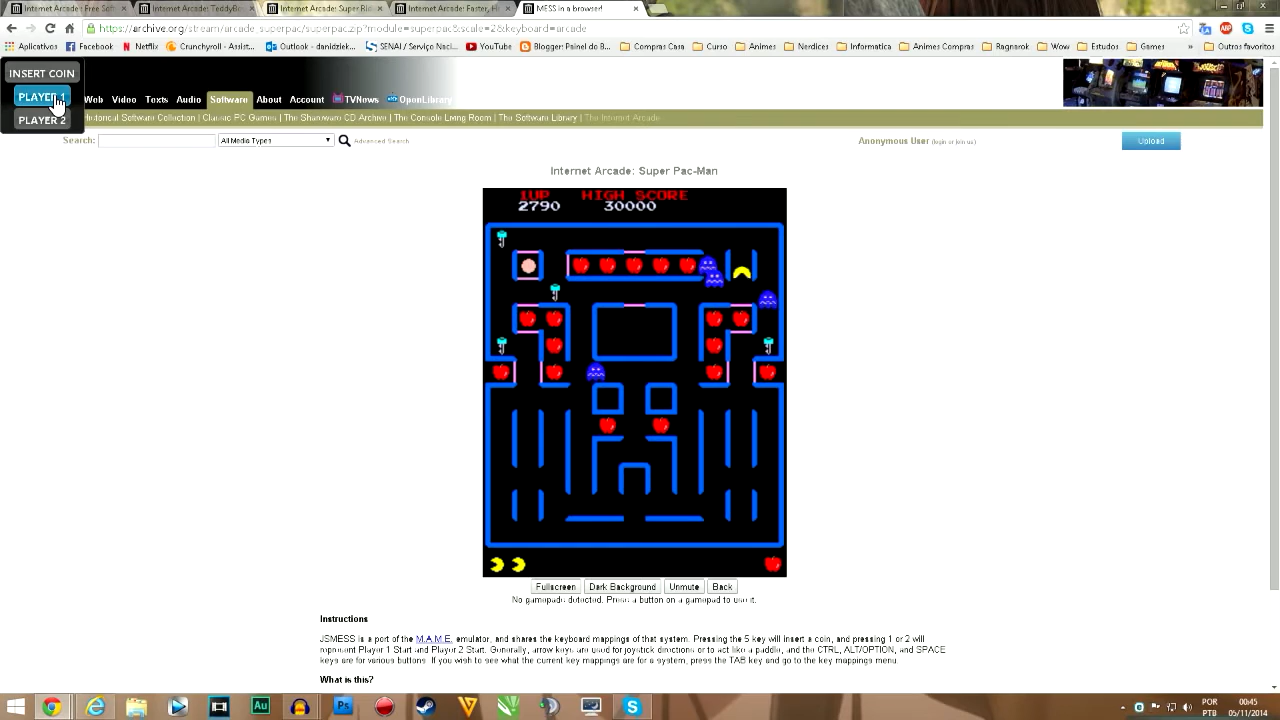 Internet Arcade: Free Soft
Internet Arcade: TeddyBo
Internet Arcade: Super Ri
Internet Arcade: Faster, F
MESS in a browser!
https://archive.org/stream/arcade_superpac/superpac.zip?module=superpac&scale=2&keyboard=arcade
Aplicativos Facebook Netflix Crunchyroll - Assist... Outlook - danidziek... SENAI / Serviço Naci... YouTube Blogger: Painel do B... Compras Casa Curso Animes Nerdices Informatica Animes Compras Ragnarok Wow Estudos Games » Outros favoritos
INSERT COIN
PLAYER 1
PLAYER 2
Web Video Texts Audio Software About Account TVNews OpenLibrary
Historical Software Collection | Classic PC Games | The Shareware CD Archive | The Console Living Room | The Software Library | The Internet Arcade
Search: All Media Types Advanced Search Anonymous User (login or join us) Upload
Internet Arcade: Super Pac-Man
1UP HIGH SCORE
2790 30000
Fullscreen Dark Background Unmute Back
No gamepads detected. Press a button on a gamepad to use it.
Instructions
JSMESS is a port of the M.A.M.E. emulator, and shares the keyboard mappings of that system. Pressing the 5 key will insert a coin, and pressing 1 or 2 will
represent Player 1 Start and Player 2 Start. Generally, arrow keys are used for joystick directions or to act like a paddle, and the CTRL, ALT/OPTION, and SPACE
keys are for various buttons. If you wish to see what the current key mappings are for a system, press the TAB key and go to the key mappings menu.
What is this?
POR 00:45
PTB 05/11/2014